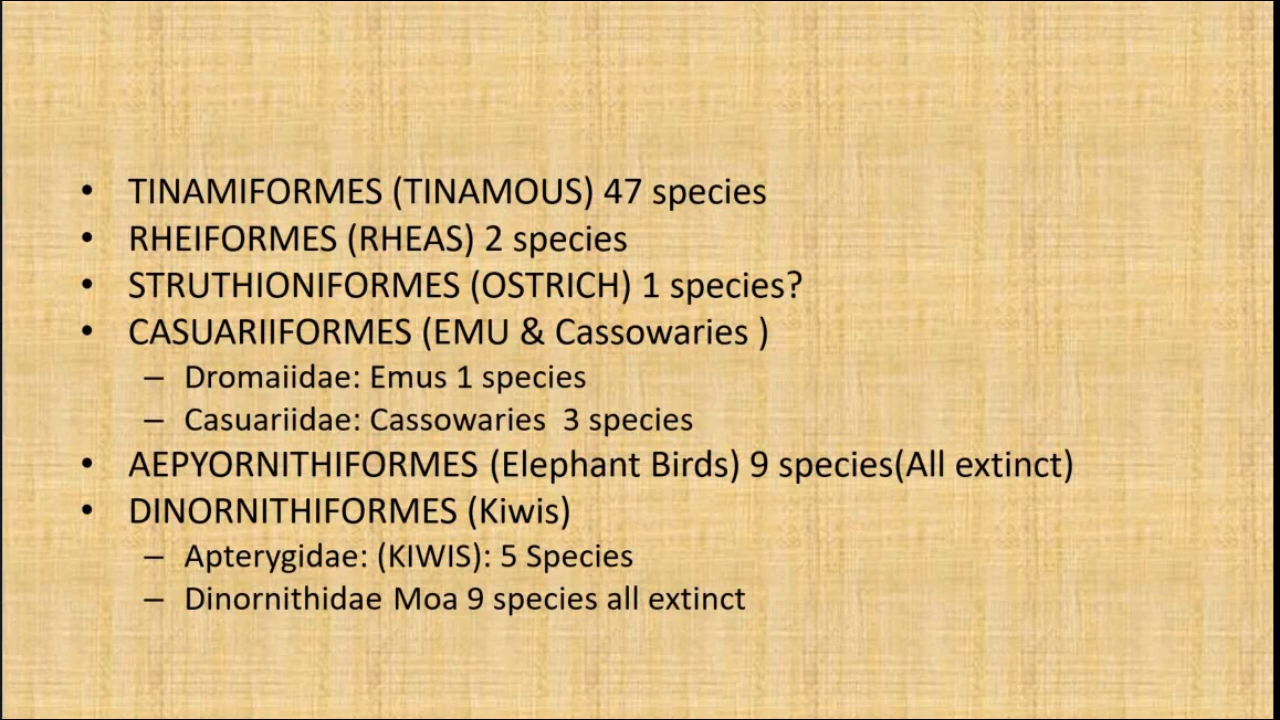 • TINAMIFORMES (TINAMOUS) 47 species
• RHEIFORMES (RHEAS) 2 species
• STRUTHIONIFORMES (OSTRICH) 1 species?
• CASUARIIFORMES (EMU & Cassowaries )
– Dromaiidae: Emus 1 species
– Casuariidae: Cassowaries  3 species
• AEPYORNITHIFORMES (Elephant Birds) 9 species(All extinct)
• DINORNITHIFORMES (Kiwis)
– Apterygidae: (KIWIS): 5 Species
– Dinornithidae Moa 9 species all extinct